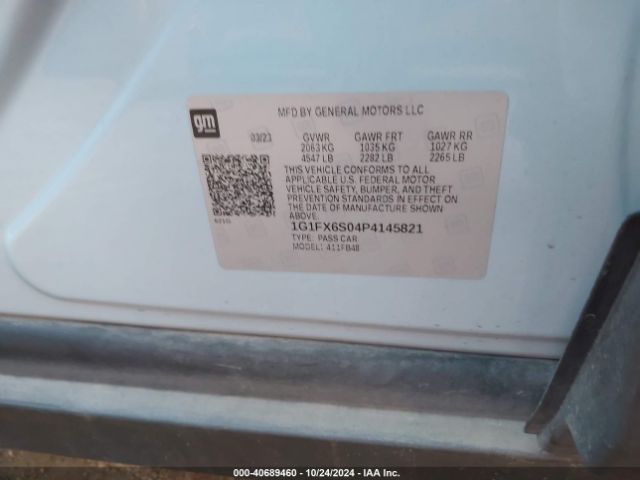 gm
MFD BY GENERAL MOTORS LLC
03/23 GVWR GAWR FRT GAWR RR
2063 KG 1035 KG 1027 KG
4547 LB 2282 LB 2265 LB
THIS VEHICLE CONFORMS TO ALL
APPLICABLE U.S. FEDERAL MOTOR
VEHICLE SAFETY, BUMPER, AND THEFT
PREVENTION STANDARDS IN EFFECT ON
THE DATE OF MANUFACTURE SHOWN
ABOVE.
1G1FX6S04P4145821
TYPE: PASS CAR
MODEL: 411FB48
000-40689460 - 10/24/2024 - IAA Inc.